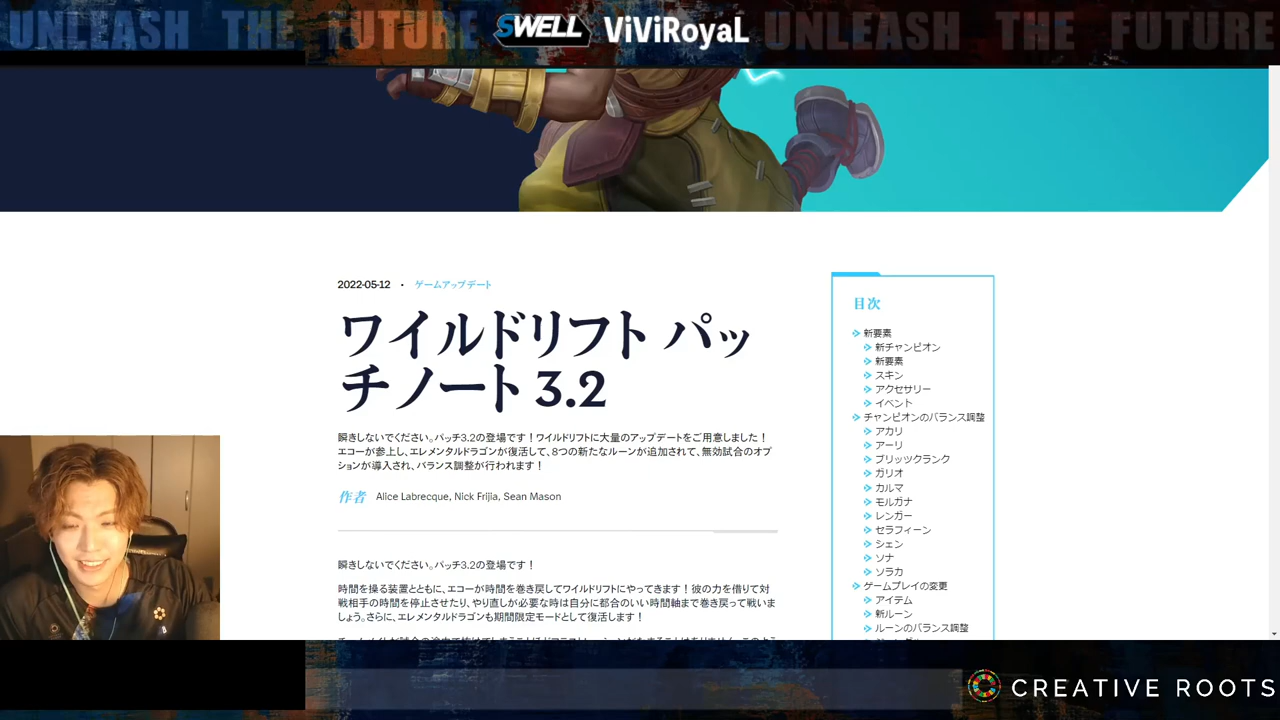 UNLEASH THE FUTURE
SWELL ViViRoyaL
UNLEASH THE FUTURE
2022-05-12 ・ ゲームアップデート
ワイルドリフト パッ
チノート 3.2
瞬きしないでください。パッチ3.2の登場です！ワイルドリフトに大量のアップデートをご用意しました！
エコーが参上し、エレメンタルドラゴンが復活して、8つの新たなルーンが追加されて、無効試合のオプ
ションが導入され、バランス調整が行われます！
作者 Alice Labrecque, Nick Frijia, Sean Mason
瞬きしないでください。パッチ3.2の登場です！
時間を操る装置とともに、エコーが時間を巻き戻してワイルドリフトにやってきます！彼の力を借りて対
戦相手の時間を停止させたり、やり直しが必要な時は自分に都合のいい時間軸まで巻き戻って戦いま
しょう。さらに、エレメンタルドラゴンも期間限定モードとして復活します！
目次
新要素
新チャンピオン
新要素
スキン
アクセサリー
イベント
チャンピオンのバランス調整
アカリ
アーリ
ブリッツクランク
ガリオ
カルマ
モルガナ
レンガー
セラフィーン
シェン
ソナ
ソラカ
ゲームプレイの変更
アイテム
新ルーン
ルーンのバランス調整
CREATIVE ROOTS